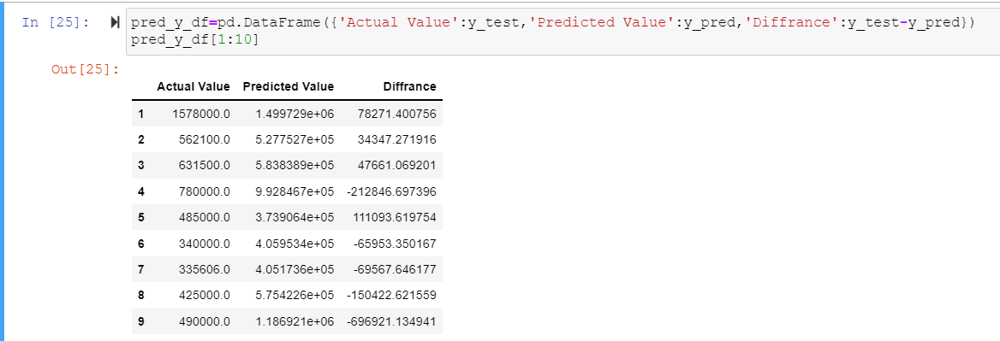 In [25]: pred_y_df=pd.DataFrame({'Actual Value':y_test,'Predicted Value':y_pred,'Diffrance':y_test-y_pred})
pred_y_df[1:10]
Out[25]:
Actual Value Predicted Value Diffrance
1 1578000.0 1.499729e+06 78271.400756
2 562100.0 5.277527e+05 34347.271916
3 631500.0 5.838389e+05 47661.069201
4 780000.0 9.928467e+05 -212846.697396
5 485000.0 3.739064e+05 111093.619754
6 340000.0 4.059534e+05 -65953.350167
7 335606.0 4.051736e+05 -69567.646177
8 425000.0 5.754226e+05 -150422.621559
9 490000.0 1.186921e+06 -696921.134941